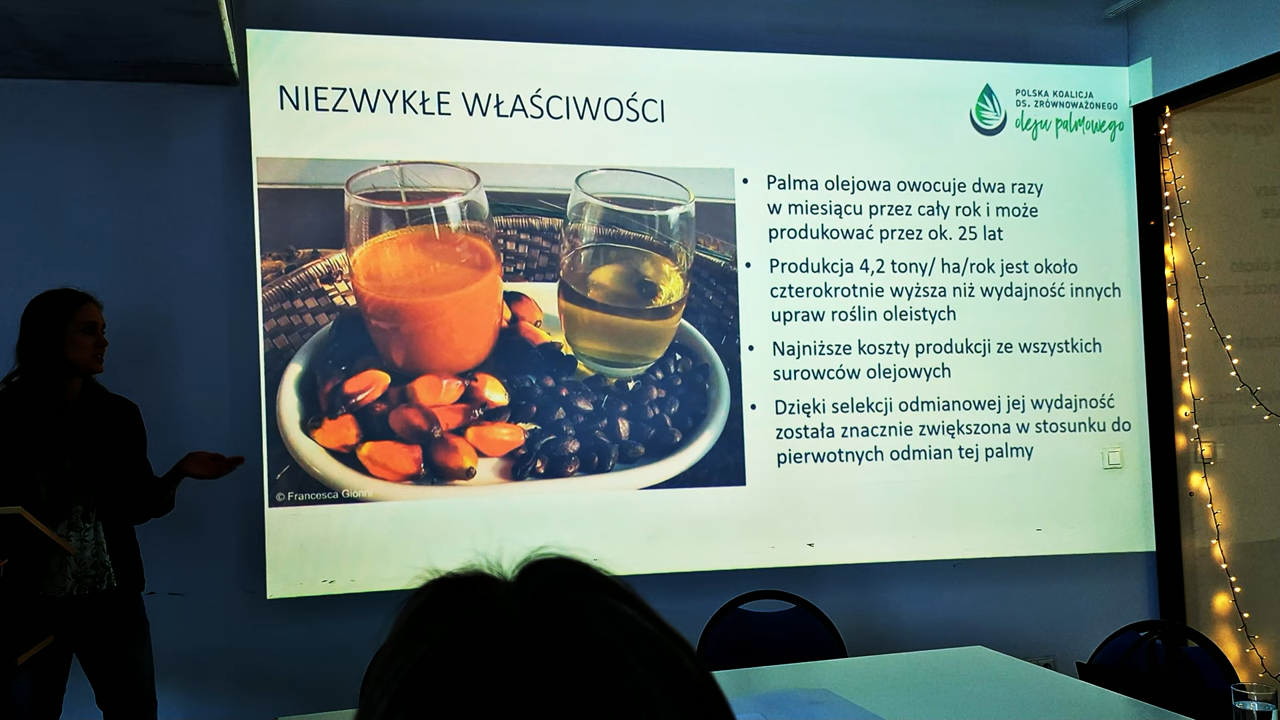 NIEZWYKŁE WŁAŚCIWOŚCI
POLSKA KOALICJA
DS. ZRÓWNOWAŻONEGO
oleju palmowego
• Palma olejowa owocuje dwa razy
w miesiącu przez cały rok i może
produkować przez ok. 25 lat
• Produkcja 4,2 tony/ ha/rok jest około
czterokrotnie wyższa niż wydajność innych
upraw roślin oleistych
• Najniższe koszty produkcji ze wszystkich
surowców olejowych
• Dzięki selekcji odmianowej jej wydajność
została znacznie zwiększona w stosunku do
pierwotnych odmian tej palmy
© Francesca